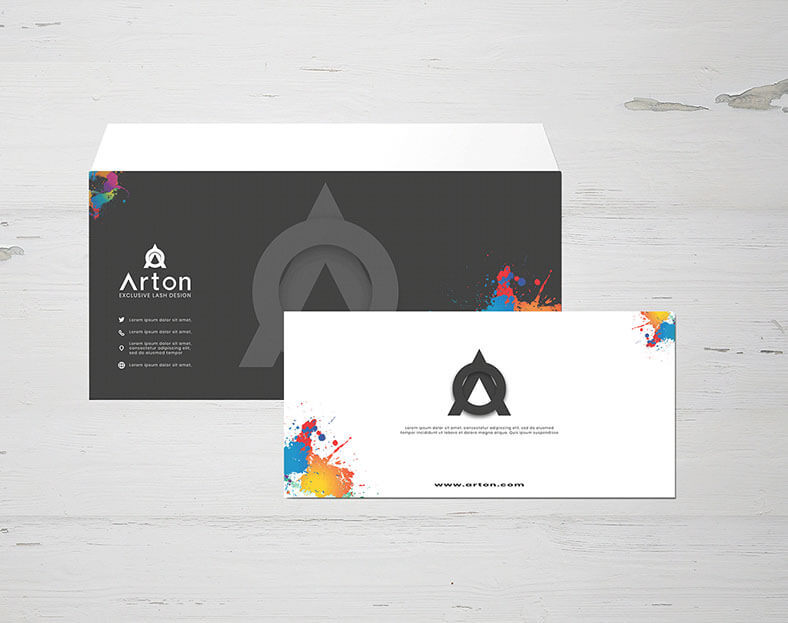 Arton
EXCLUSIVE LASH DESIGN
Lorem ipsum dolor sit amet,
Lorem ipsum dolor sit amet,
Lorem ipsum dolor sit amet,
consectetur adipiscing elit,
sed do eiusmod tempor
Lorem ipsum dolor sit amet,
Lorem ipsum dolor sit amet, consectetur adipiscing elit, sed do eiusmod
tempor incididunt ut labore et dolore magna aliqua. Quis ipsum suspendisse
www.arton.com